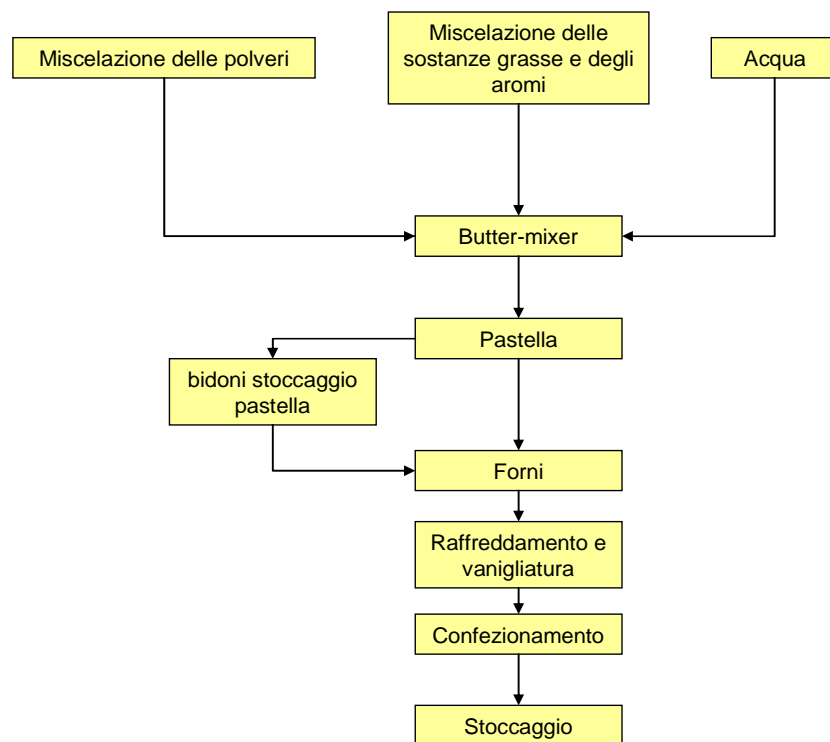 Miscelazione delle polveri
Miscelazione delle
sostanze grasse e degli
aromi
Acqua
Butter-mixer
Pastella
bidoni stoccaggio
pastella
Forni
Raffreddamento e
vanigliatura
Confezionamento
Stoccaggio